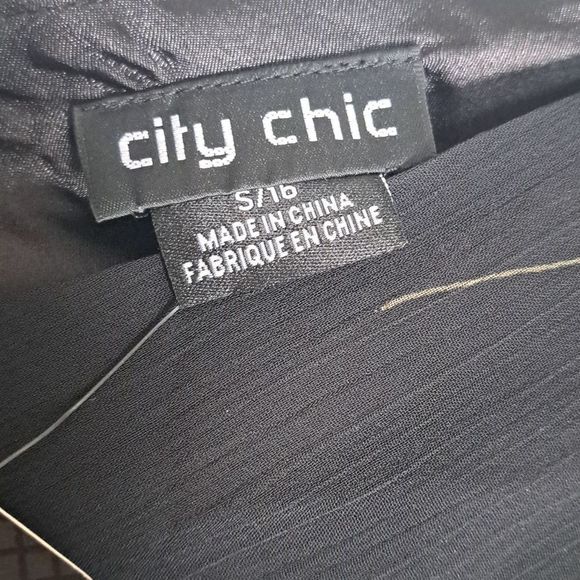 city chic
S/16
MADE IN CHINA
FABRIQUE EN CHINE